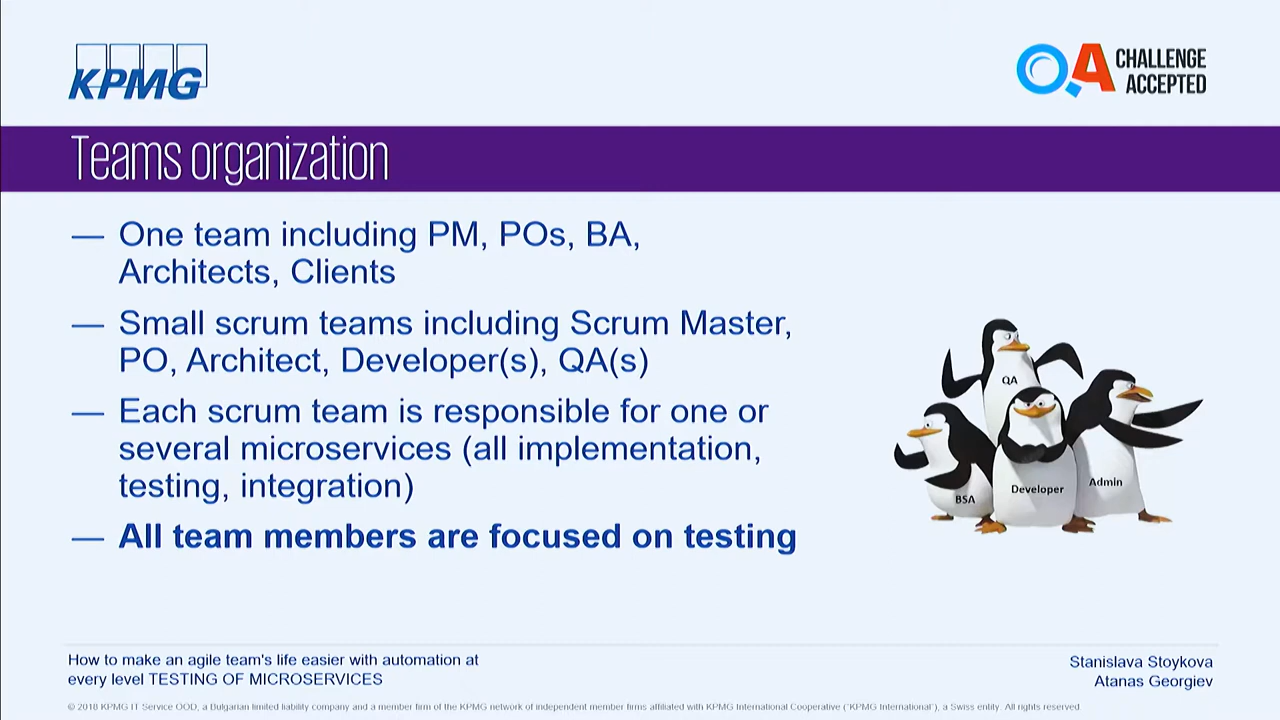 KPMG
QA CHALLENGE
ACCEPTED
Teams organization
— One team including PM, POs, BA,
Architects, Clients
— Small scrum teams including Scrum Master,
PO, Architect, Developer(s), QA(s)
— Each scrum team is responsible for one or
several microservices (all implementation,
testing, integration)
— All team members are focused on testing
QA
BSA
Developer
Admin
How to make an agile team's life easier with automation at
every level TESTING OF MICROSERVICES
Stanislava Stoykova
Atanas Georgiev
© 2018 KPMG IT Service OOD, a Bulgarian limited liability company and a member firm of the KPMG network of independent member firms affiliated with KPMG International Cooperative ("KPMG International"), a Swiss entity. All rights reserved.